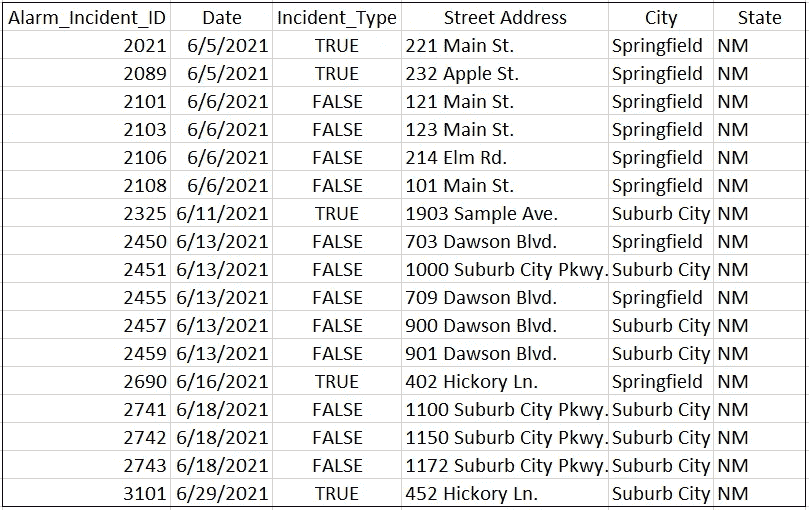 Alarm_Incident_ID Date Incident_Type Street Address City State
2021 6/5/2021 TRUE 221 Main St. Springfield NM
2089 6/5/2021 TRUE 232 Apple St. Springfield NM
2101 6/6/2021 FALSE 121 Main St. Springfield NM
2103 6/6/2021 FALSE 123 Main St. Springfield NM
2106 6/6/2021 FALSE 214 Elm Rd. Springfield NM
2108 6/6/2021 FALSE 101 Main St. Springfield NM
2325 6/11/2021 TRUE 1903 Sample Ave. Suburb City NM
2450 6/13/2021 FALSE 703 Dawson Blvd. Springfield NM
2451 6/13/2021 FALSE 1000 Suburb City Pkwy. Suburb City NM
2455 6/13/2021 FALSE 709 Dawson Blvd. Springfield NM
2457 6/13/2021 FALSE 900 Dawson Blvd. Suburb City NM
2459 6/13/2021 FALSE 901 Dawson Blvd. Suburb City NM
2690 6/16/2021 TRUE 402 Hickory Ln. Springfield NM
2741 6/18/2021 FALSE 1100 Suburb City Pkwy. Suburb City NM
2742 6/18/2021 FALSE 1150 Suburb City Pkwy. Suburb City NM
2743 6/18/2021 FALSE 1172 Suburb City Pkwy. Suburb City NM
3101 6/29/2021 TRUE 452 Hickory Ln. Suburb City NM